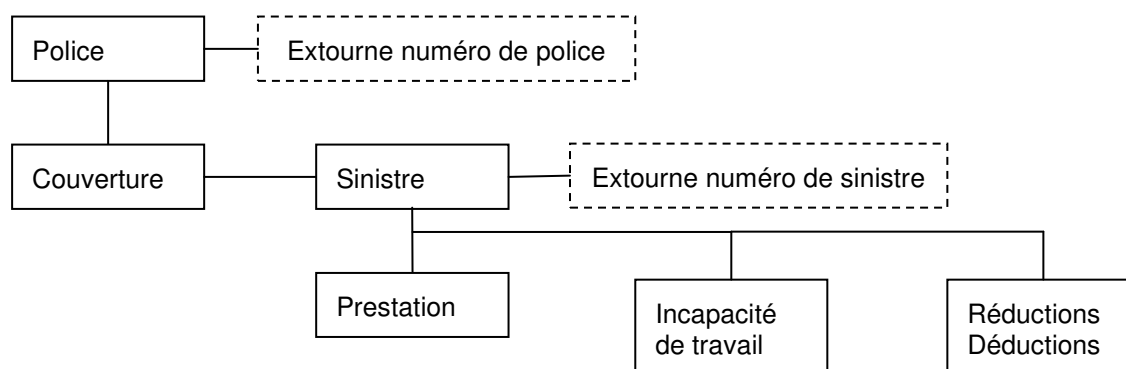 Police
Extourne numéro de police
Couverture
Sinistre
Extourne numéro de sinistre
Prestation
Incapacité
de travail
Réductions
Déductions